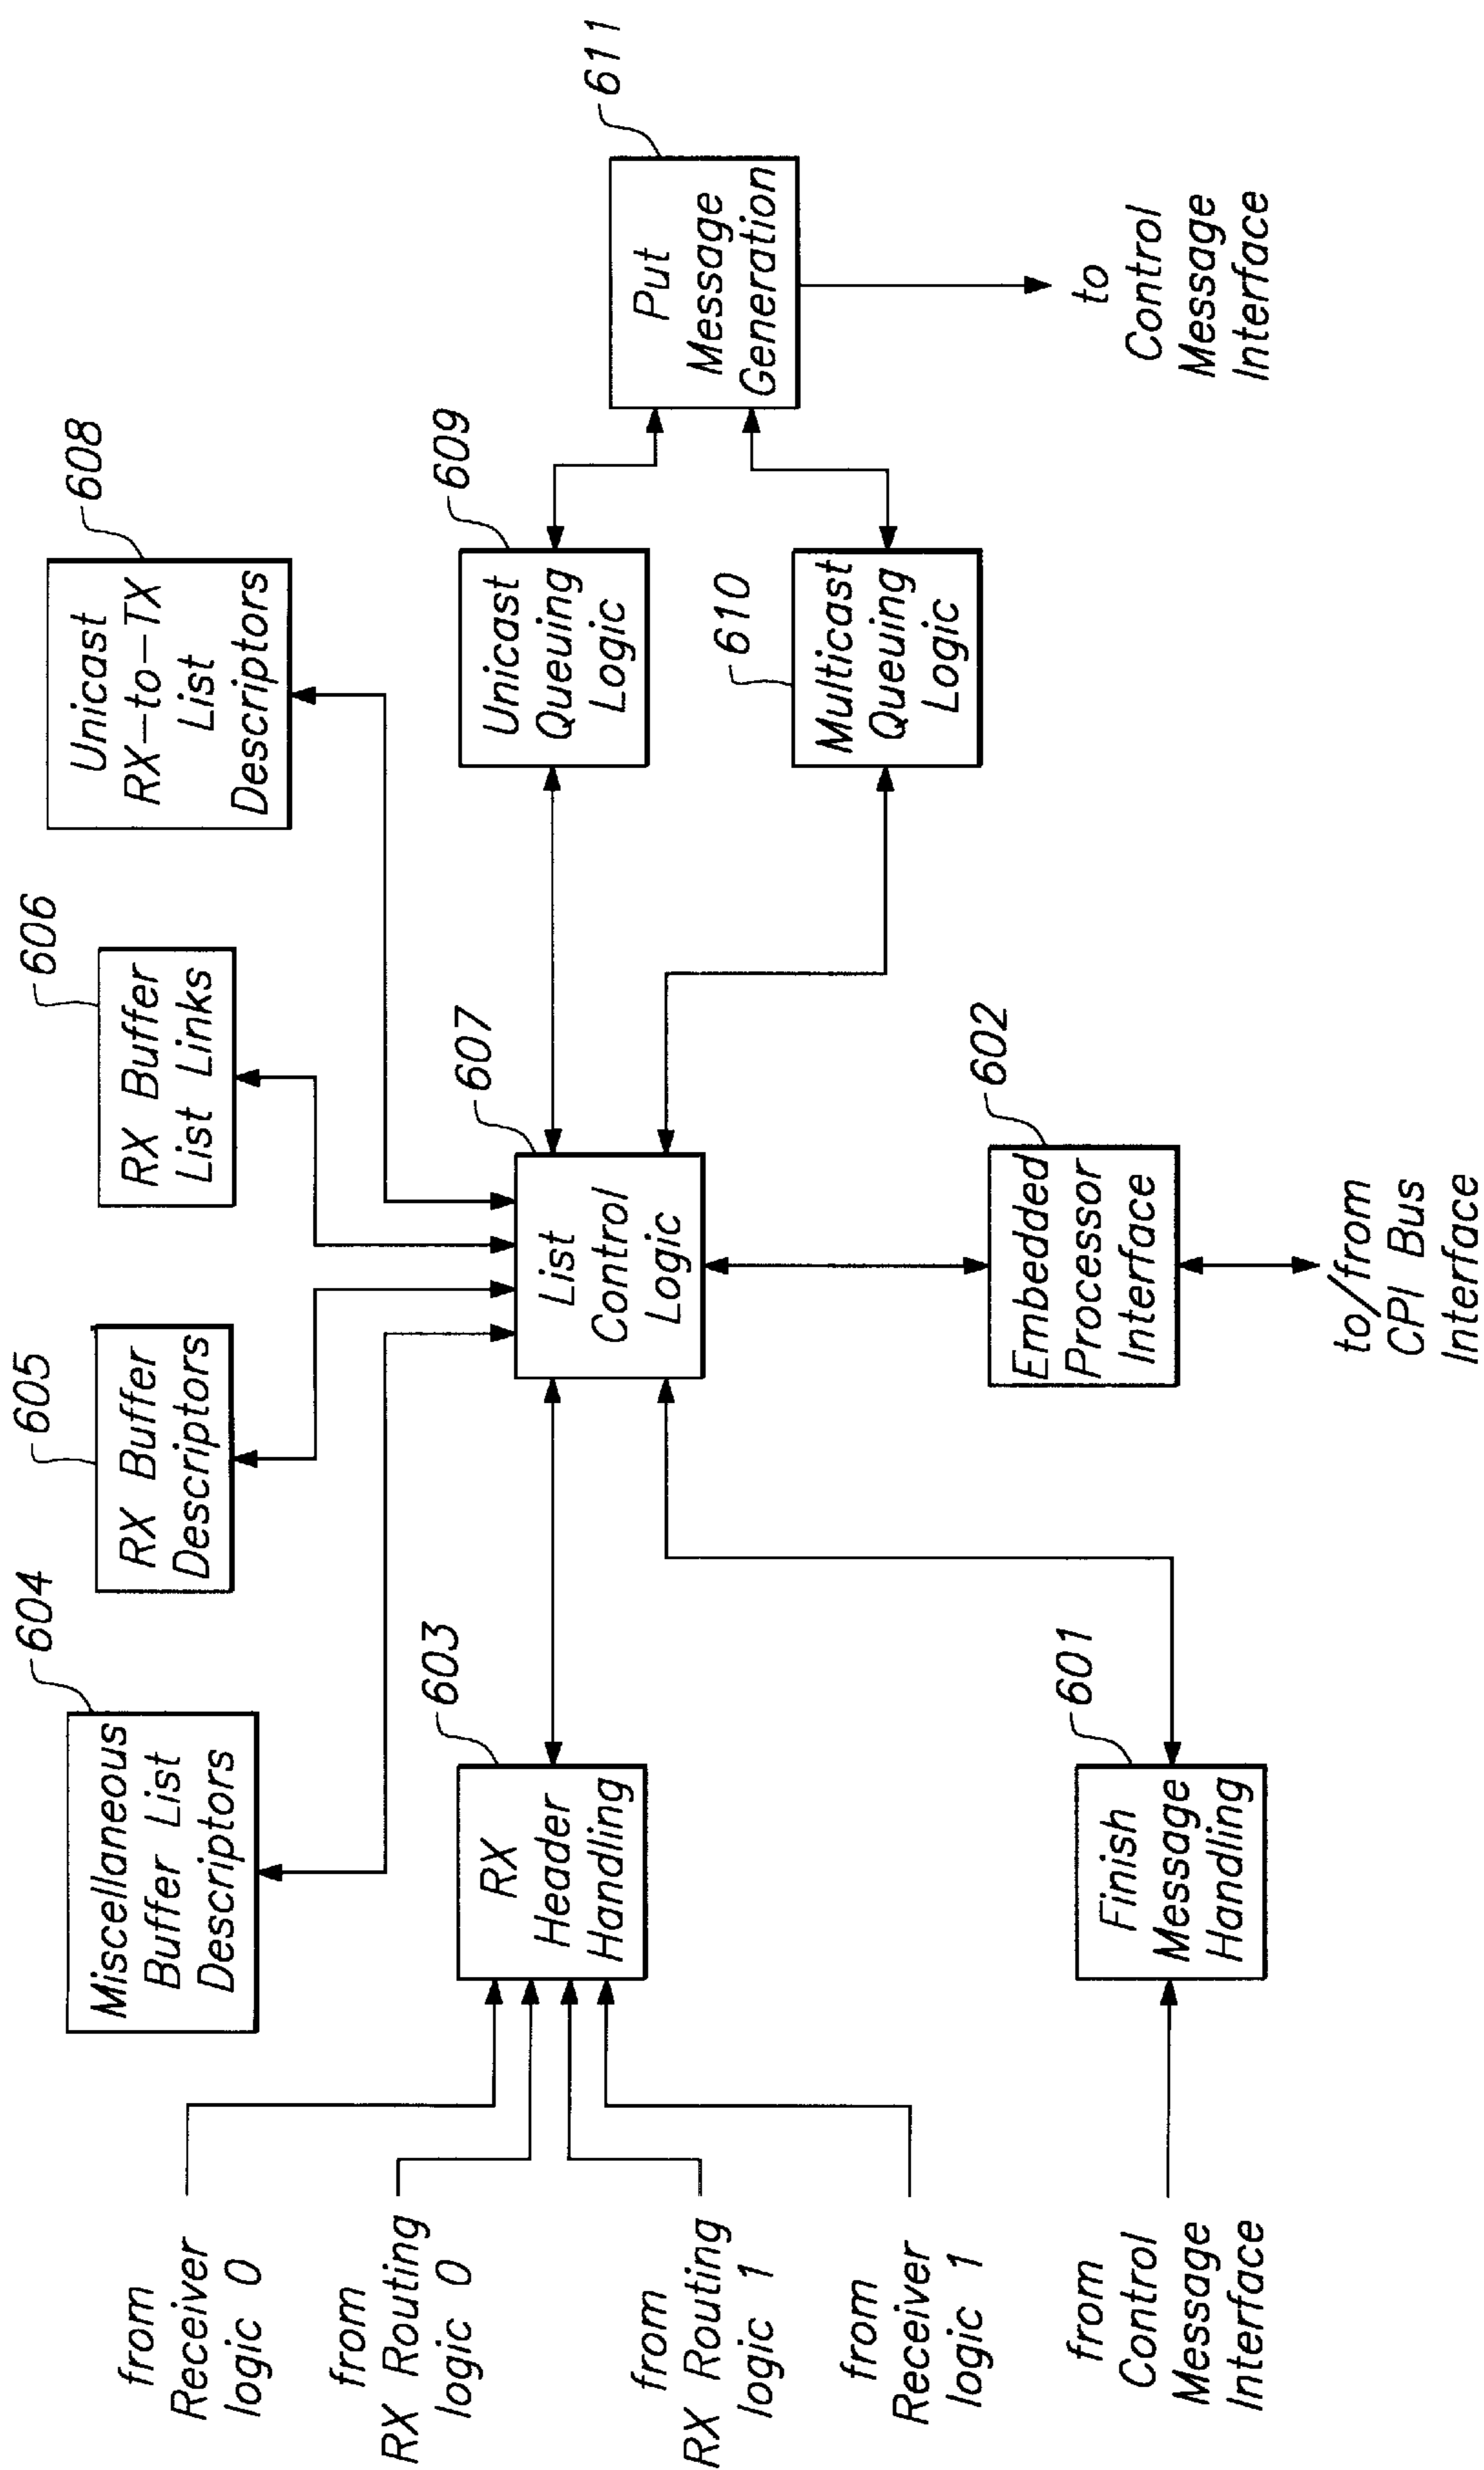 604
Miscellaneous
Buffer List
Descriptors
605
RX Buffer
Descriptors
606
RX Buffer
List Links
608
Unicast
RX-to-TX
List
Descriptors
from
Receiver
logic 0
from
RX Routing
logic 0
from
RX Routing
logic 1
from
Receiver
logic 1
603
RX
Header
Handling
607
List
Control
Logic
609
Unicast
Queuing
Logic
610
Multicast
Queuing
Logic
611
Put
Message
Generation
to
Control
Message
Interface
from
Control
Message
Interface
601
Finish
Message
Handling
602
Embedded
Processor
Interface
to/from
CPI Bus
Interface